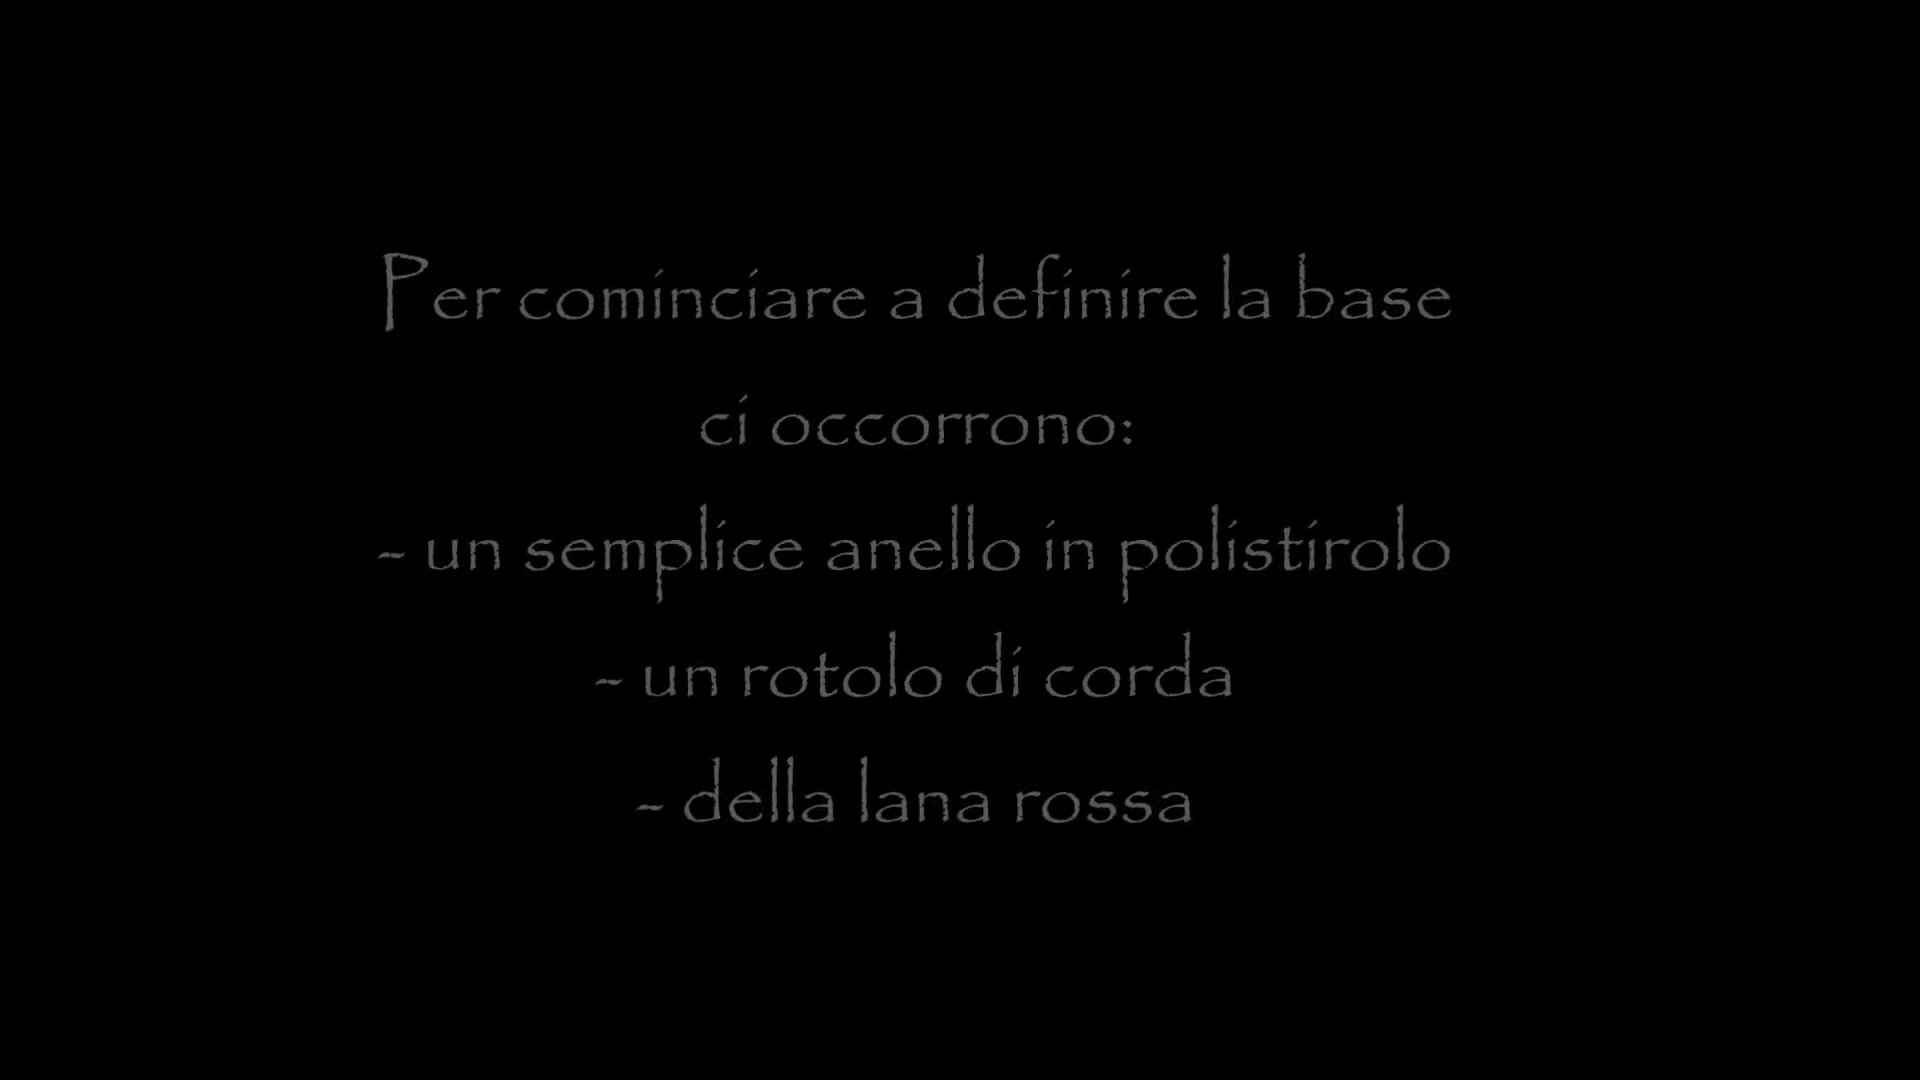 Per cominciare a definire la base
ci occorrono:
- un semplice anello in polistirolo
- un rotolo di corda
- della lana rossa